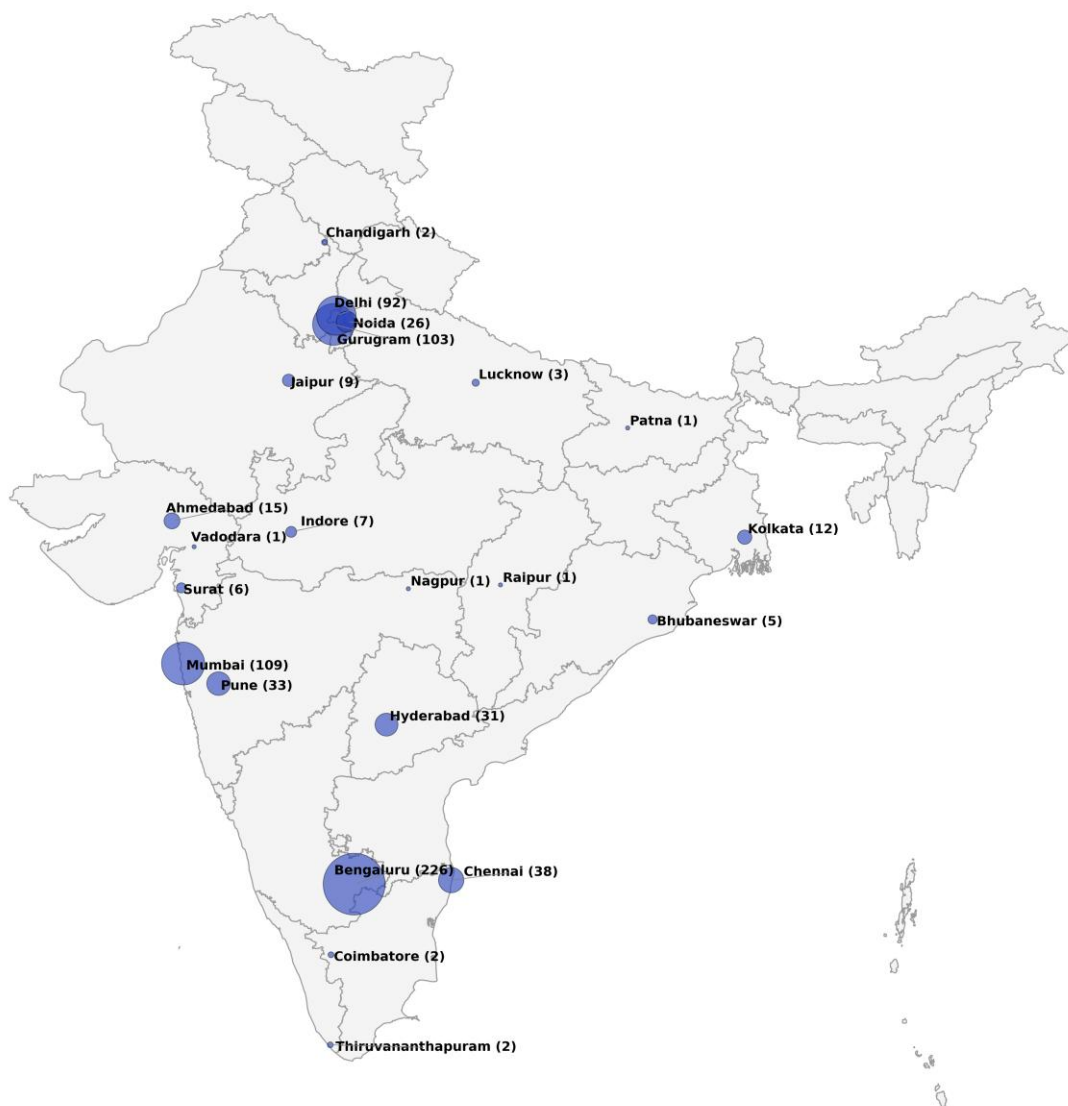 Chandigarh (2)
Delhi (92)
Noida (26)
Gurugram (103)
Jaipur (9)
Lucknow (3)
Patna (1)
Ahmedabad (15)
Indore (7)
Kolkata (12)
Vadodara (1)
Nagpur (1)
Raipur (1)
Surat (6)
Bhubaneswar (5)
Mumbai (109)
Pune (33)
Hyderabad (31)
Bengaluru (226)
Chennai (38)
Coimbatore (2)
Thiruvananthapuram (2)